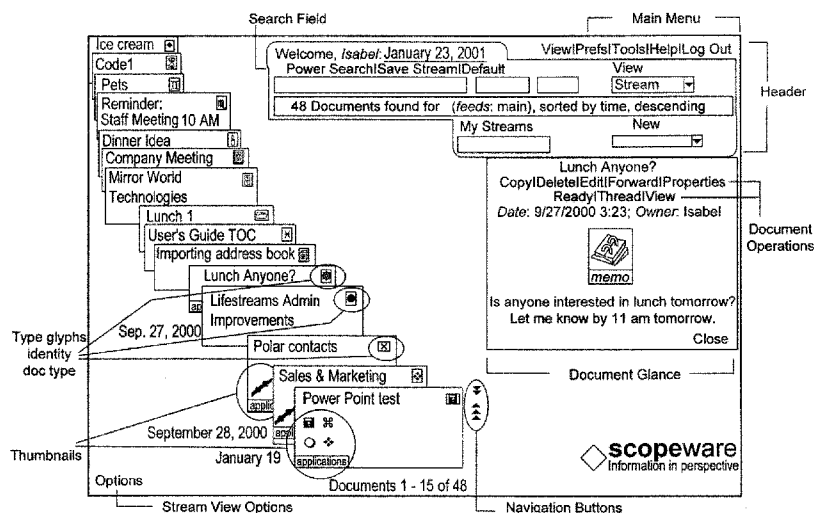 Search Field
Main Menu
Ice cream
Code1
Pets
Reminder:
Staff Meeting 10 AM
Dinner Idea
Company Meeting
Mirror World
Technologies
Lunch 1
User's Guide TOC
Importing address book
Lunch Anyone?
Lifestreams Admin
Improvements
Sep. 27, 2000
Polar contacts
Sales & Marketing
Power Point test
applications
September 28, 2000
January 19
Documents 1 - 15 of 48
Options
Welcome, isabel: January 23, 2001
View|Prefs|Tools|Help|Log Out
Power Search|Save Stream|Default
View
Stream
48 Documents found for (feeds: main), sorted by time, descending
My Streams
New
Header
Lunch Anyone?
Copy|Delete|Edit|Forward|Properties
Ready|Thread|View
Date: 9/27/2000 3:23; Owner: Isabel
memo
Is anyone interested in lunch tomorrow?
Let me know by 11 am tomorrow.
Close
Document
Operations
Document Glance
Type glyphs
identity
doc type
Thumbnails
scopeware
Information in perspective
Stream View Options
Navigation Buttons